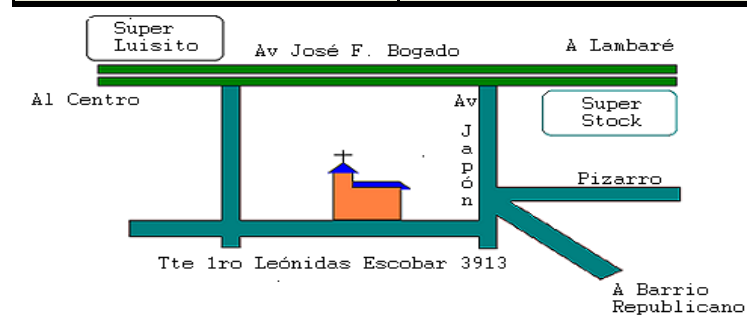 Super
Luisito
Av José F. Bogado
A Lambaré
Al Centro
Av
Japón
Super
Stock
Pizarro
Tte 1ro Leónidas Escobar 3913
A Barrio
Republicano